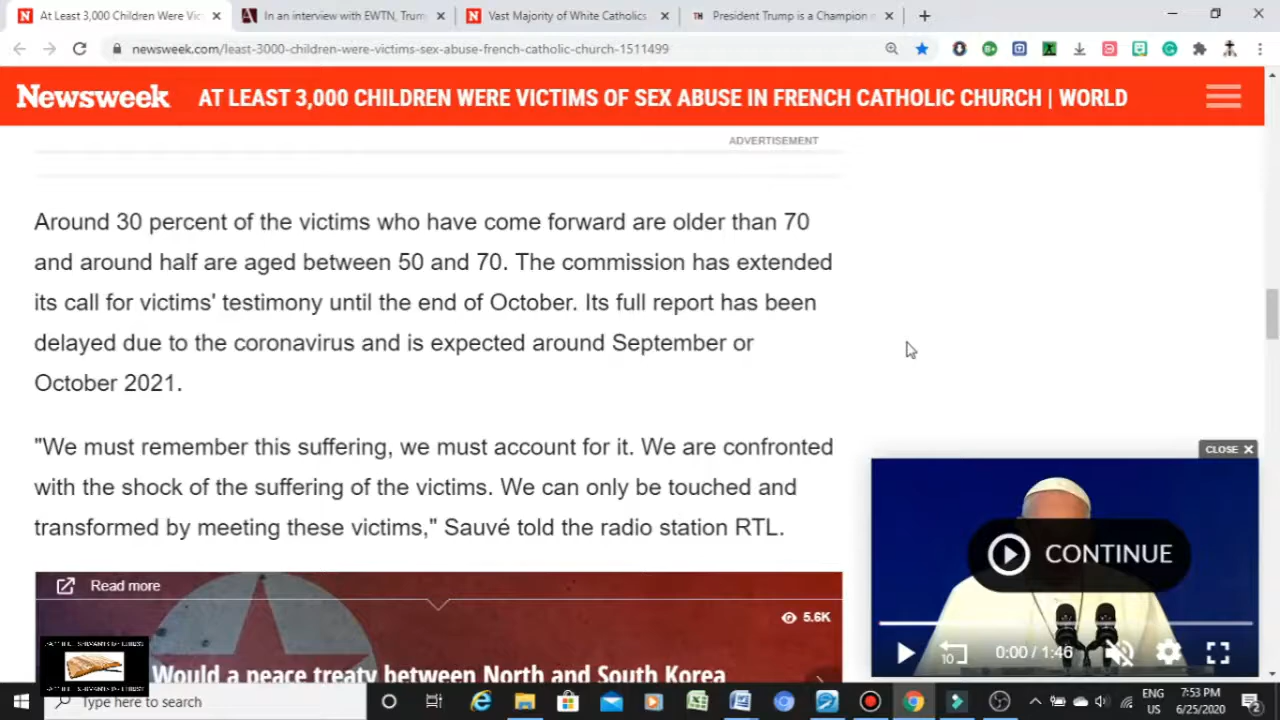 At Least 3,000 Children Were Vic
In an interview with EWTN, Trum
Vast Majority of White Catholics
President Trump is a Champion
newsweek.com/least-3000-children-were-victims-sex-abuse-french-catholic-church-1511499
Newsweek AT LEAST 3,000 CHILDREN WERE VICTIMS OF SEX ABUSE IN FRENCH CATHOLIC CHURCH | WORLD
ADVERTISEMENT
Around 30 percent of the victims who have come forward are older than 70
and around half are aged between 50 and 70. The commission has extended
its call for victims' testimony until the end of October. Its full report has been
delayed due to the coronavirus and is expected around September or
October 2021.
"We must remember this suffering, we must account for it. We are confronted
with the shock of the suffering of the victims. We can only be touched and
transformed by meeting these victims," Sauvé told the radio station RTL.
CLOSE
CONTINUE
10
0:00 / 1:46
Read more
5.6K
Would a peace treaty between North and South Korea
Type here to search
ENG
US
7:53 PM
6/25/2020
2